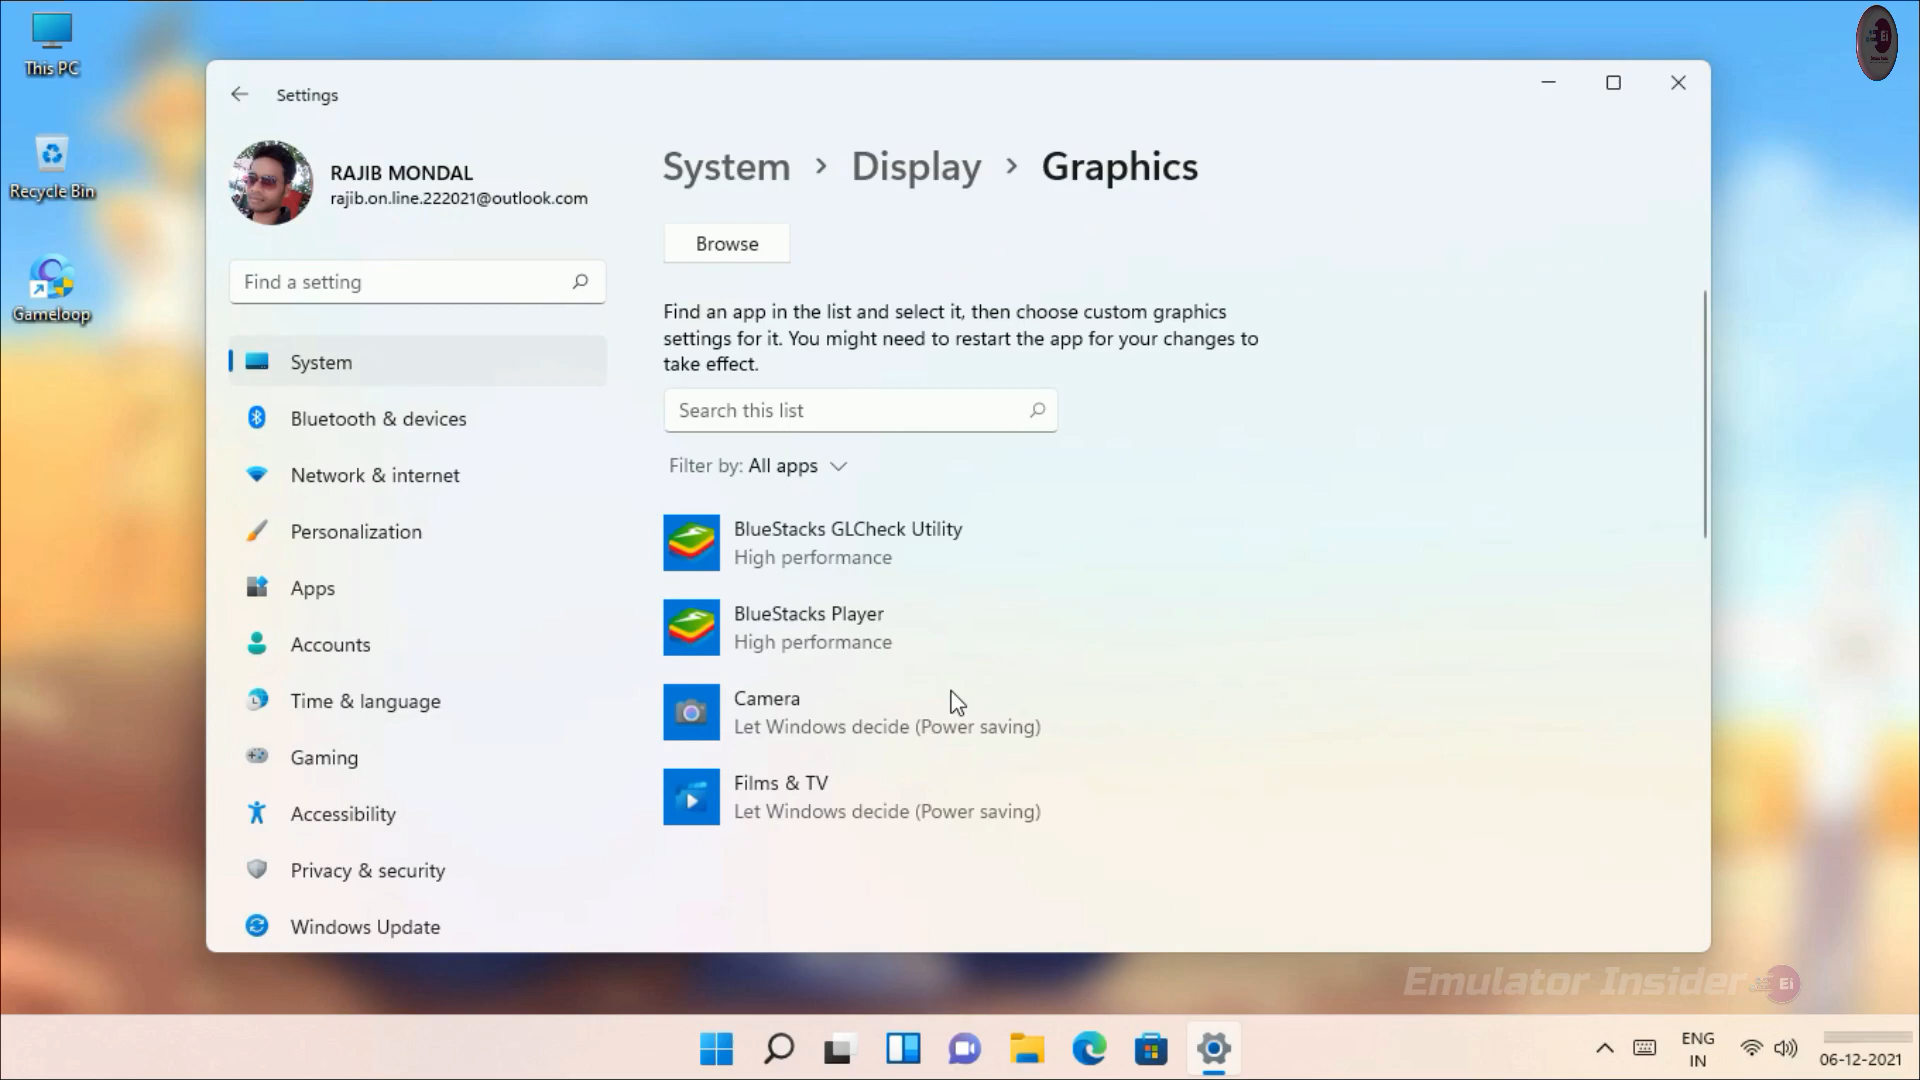 This PC
Recycle Bin
Gameloop
Settings
RAJIB MONDAL
rajib.on.line.222021@outlook.com
Find a setting
System
Bluetooth & devices
Network & internet
Personalization
Apps
Accounts
Time & language
Gaming
Accessibility
Privacy & security
Windows Update
System > Display > Graphics
Browse
Find an app in the list and select it, then choose custom graphics
settings for it. You might need to restart the app for your changes to
take effect.
Search this list
Filter by: All apps
BlueStacks GLCheck Utility
High performance
BlueStacks Player
High performance
Camera
Let Windows decide (Power saving)
Films & TV
Let Windows decide (Power saving)
Emulator Insider
Ei
Ei
ENG
IN
06-12-2021